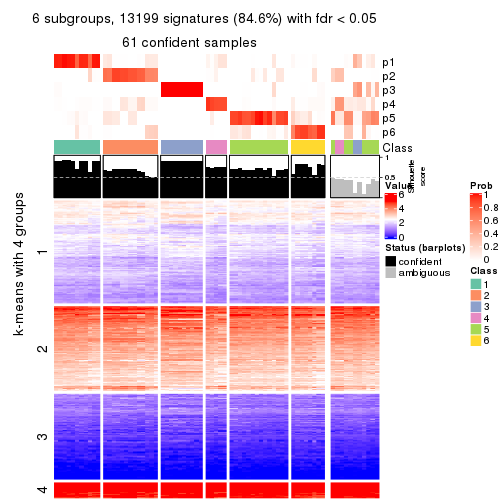 6 subgroups, 13199 signatures (84.6%) with fdr < 0.05
61 confident samples
p1
p2
p3
p4
p5
p6
Class
1
0.5
Silhouette
score
k-means with 4 groups
1
2
3
4
Value
6
4
2
0
Status (barplots)
confident
ambiguous
Prob
1
0.8
0.6
0.4
0.2
0
Class
1
2
3
4
5
6